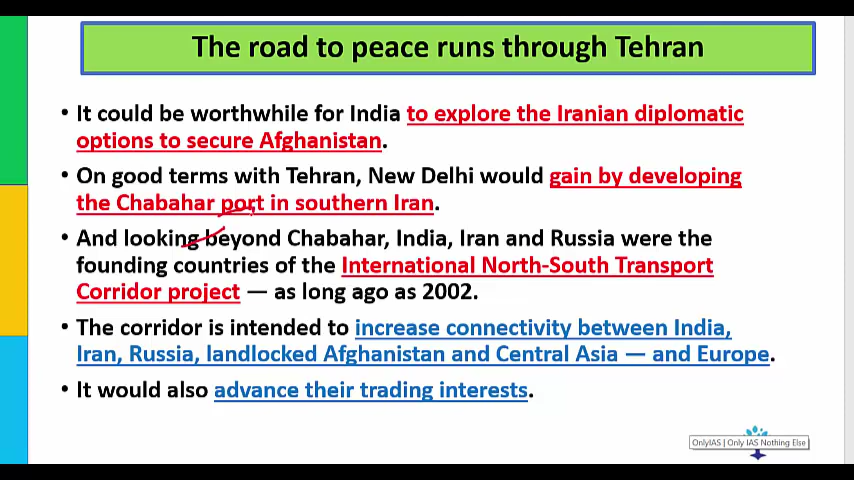 The road to peace runs through Tehran
• It could be worthwhile for India to explore the Iranian diplomatic
options to secure Afghanistan.
• On good terms with Tehran, New Delhi would gain by developing
the Chabahar port in southern Iran.
• And looking beyond Chabahar, India, Iran and Russia were the
founding countries of the International North-South Transport
Corridor project — as long ago as 2002.
• The corridor is intended to increase connectivity between India,
Iran, Russia, landlocked Afghanistan and Central Asia — and Europe.
• It would also advance their trading interests.
OnlyIAS | Only IAS Nothing Else